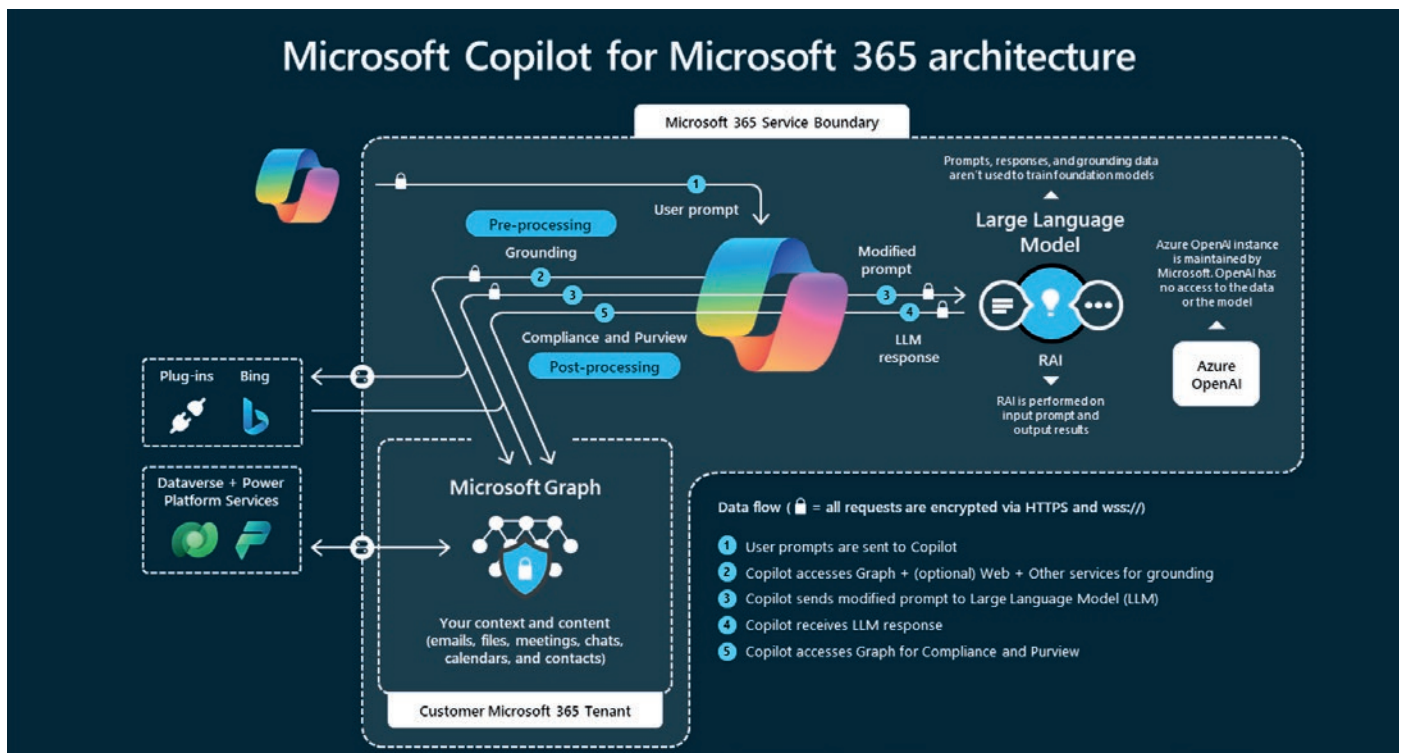 Microsoft Copilot for Microsoft 365 architecture
Microsoft 365 Service Boundary
1
User prompt
Pre-processing
Grounding
2
3
5
Compliance and Purview
Post-processing
Modified
prompt
3
4
LLM
response
Prompts, responses, and grounding data
aren't used to train foundation models
Large Language
Model
RAI
RAI is performed on
input prompt and
output results
Azure OpenAI instance
is maintained by
Microsoft. OpenAI has
no access to the data
or the model
Azure
OpenAI
Plug-ins
Bing
Dataverse + Power
Platform Services
Microsoft Graph
Your context and content
(emails, files, meetings, chats,
calendars, and contacts)
Customer Microsoft 365 Tenant
Data flow ( = all requests are encrypted via HTTPS and wss://)
1 User prompts are sent to Copilot
2 Copilot accesses Graph + (optional) Web + Other services for grounding
3 Copilot sends modified prompt to Large Language Model (LLM)
4 Copilot receives LLM response
5 Copilot accesses Graph for Compliance and Purview